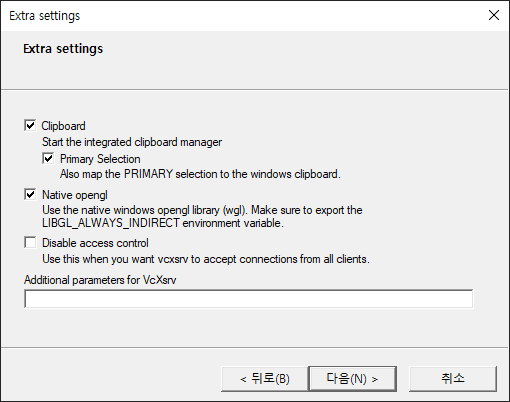 Extra settings
Extra settings
Clipboard
Start the integrated clipboard manager
Primary Selection
Also map the PRIMARY selection to the windows clipboard.
Native opengl
Use the native windows opengl library (wgl). Make sure to export the
LIBGL_ALWAYS_INDIRECT environment variable.
Disable access control
Use this when you want vcxsrv to accept connections from all clients.
Additional parameters for VcXsrv
< 뒤로(B) 다음(N) > 취소